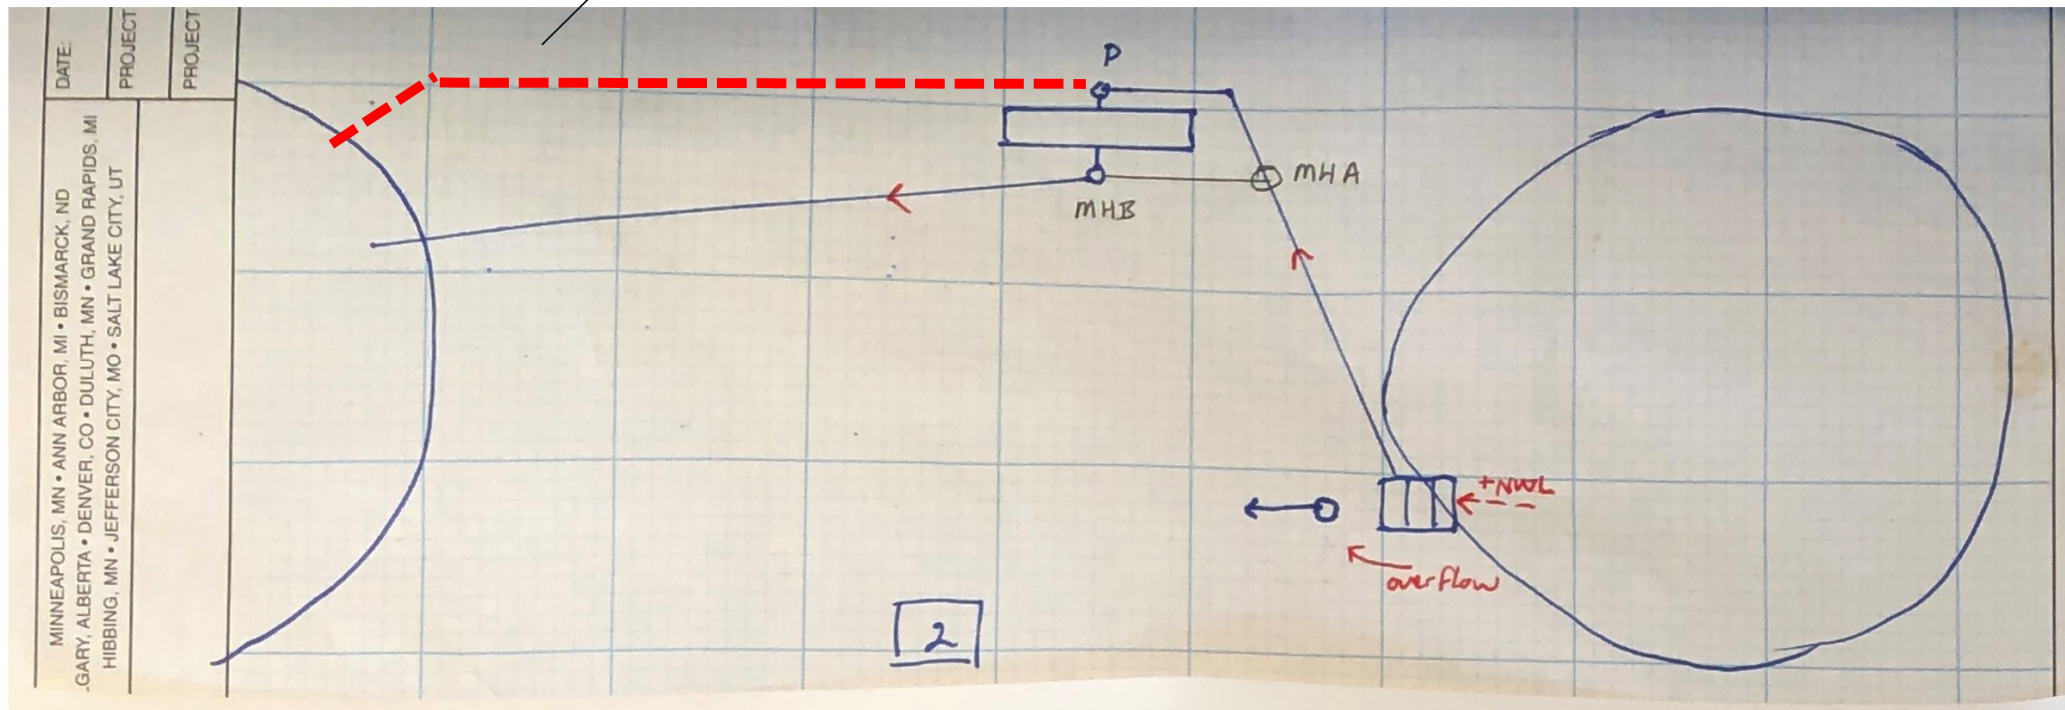 DATE:
PROJECT
PROJECT
MINNEAPOLIS, MN • ANN ARBOR, MI • BISMARCK, ND
GARY, ALBERTA • DENVER, CO • DULUTH, MN • GRAND RAPIDS, MI
HIBBING, MN • JEFFERSON CITY, MO • SALT LAKE CITY, UT
P
MHA
MHB
+NWL
overflow
2